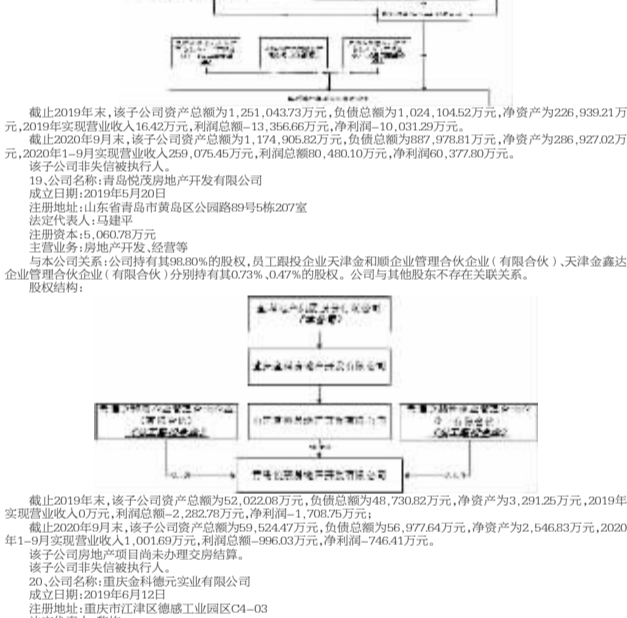 截止2019年末,该子公司资产总额为1,251,043.73万元,负债总额为1,024,104.52万元,净资产为226,939.21万
元,2019年实现营业收入16.42万元,利润总额-13,356.66万元,净利润-10,031.29万元。
截止2020年9月末,该子公司资产总额为1,174,905.82万元,负债总额为887,978.81万元,净资产为286,927.02万
元,2020年1-9月实现营业收入259,075.45万元,利润总额80,480.10万元,净利润60,377.80万元。
该子公司非失信被执行人。
19、公司名称:青岛悦茂房地产开发有限公司
成立日期:2019年5月20日
注册地址:山东省青岛市黄岛区公园路89号5栋207室
法定代表人:马建平
注册资本:5,060.78万元
主营业务:房地产开发、经营等
与本公司关系:公司持有其98.80%的股权,员工跟投企业天津金和顺企业管理合伙企业(有限合伙)、天津金鑫达
企业管理合伙企业(有限合伙)分别持有其0.73%、0.47%的股权。公司与其他股东不存在关联关系。
股权结构:
截止2019年末,该子公司资产总额为52,022.08万元,负债总额为48,730.82万元,净资产为3,291.25万元,2019年
实现营业收入0万元,利润总额-2,282.78万元,净利润-1,708.75万元;
截止2020年9月末,该子公司资产总额为59,524.47万元,负债总额为56,977.64万元,净资产为2,546.83万元,2020
年1-9月实现营业收入1,001.69万元,利润总额-996.03万元,净利润-746.41万元。
该子公司房地产项目尚未办理交房结算。
该子公司非失信被执行人。
20、公司名称:重庆金科德元实业有限公司
成立日期:2019年6月12日
注册地址:重庆市江津区德感工业园区C4-03